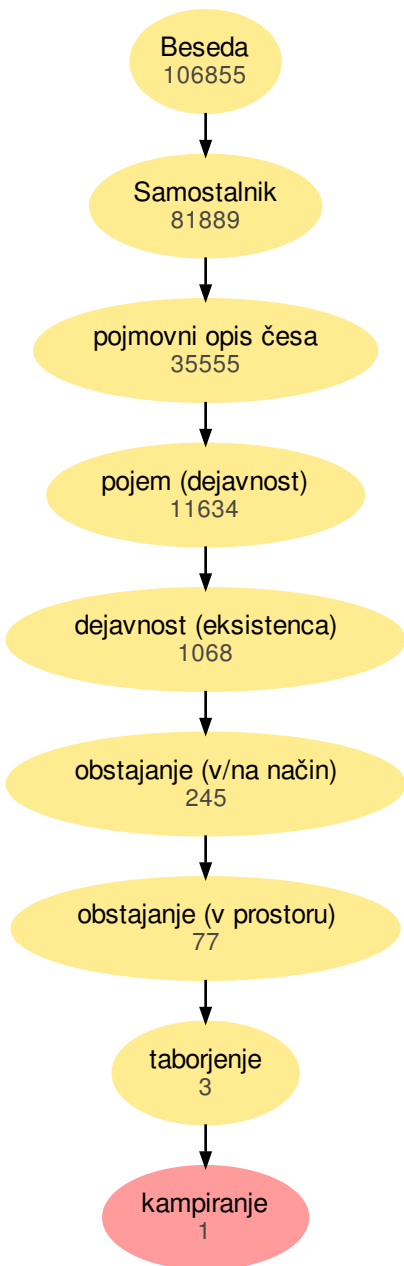 Beseda
106855
Samostalnik
81889
pojmovni opis česa
35555
pojem (dejavnost)
11634
dejavnost (eksistenca)
1068
obstajanje (v/na način)
245
obstajanje (v prostoru)
77
taborjenje
3
kampiranje
1